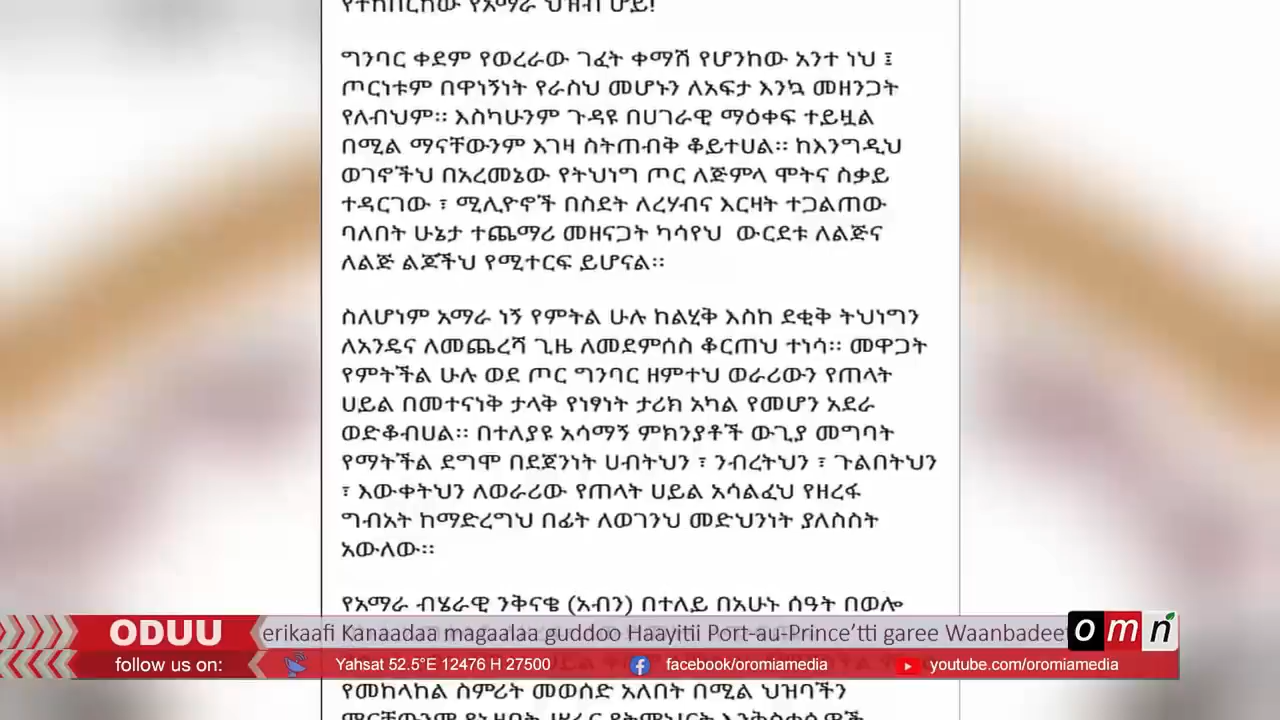 የተከበርከው የአማራ ህዝብ ሆይ!
ግንባር ቀደም የወረራው ገፈት ቀማሽ የሆንከው አንተ ነህ ፤
ጦርነቱም በዋነኝነት የራስህ መሆኑን ለአፍታ እንኳ መዘንጋት
የለብህም፡፡ እስካሁንም ጉዳዩ በሀገራዊ ማዕቀፍ ተይዟል
በሚል ማናቸውንም እገዛ ስትጠብቅ ቆይተሀል፡፡ ከእንግዲህ
ወገኖችህ በአረመኔው የትህነግ ጦር ለጅምላ ሞትና ስቃይ
ተዳርገው ፣ ሚሊዮኖች በስደት ለረሃብና እርዛት ተጋልጠው
ባለበት ሁኔታ ተጨማሪ መዘናጋት ካሳየህ ውርደቱ ለልጅና
ለልጅ ልጆችህ የሚተርፍ ይሆናል፡፡
ስለሆነም አማራ ነኝ የምትል ሁሉ ከልሂቅ እስከ ደቂቅ ትህነግን
ለአንዴና ለመጨረሻ ጊዜ ለመደምሰስ ቆርጠህ ተነሳ፡፡ መዋጋት
የምትችል ሁሉ ወደ ጦር ግንባር ዘምተህ ወራሪውን የጠላት
ሀይል በመተናነቅ ታላቅ የነፃነት ታሪክ አካል የመሆን አደራ
ወድቆብሀል፡፡ በተለያዩ አሳማኝ ምክንያቶች ውጊያ መግባት
የማትችል ደግሞ በደጀንነት ሀብትህን ፣ ንብረትህን ፣ ጉልበትህን
፣ እውቀትህን ለወራሪው የጠላት ሀይል አሳልፈህ የዘረፋ
ግብአት ከማድረግህ በፊት ለወገንህ መድህንነት ያለስስት
አውለው፡፡
የአማራ ብሄራዊ ንቅናቄ (አብን) በተለይ በአሁኑ ሰዓት በወሎ
ODUU
erikaafi Kanaadaa magaalaa guddoo Haayitii Port-au-Prince'tti garee Waanbadee
omn
follow us on:
Yahsat 52.5°E 12476 H 27500
facebook/oromiamedia
youtube.com/oromiamedia
የመከላከል ስምሪት መወሰድ አለበት በሚል ህዝባችን